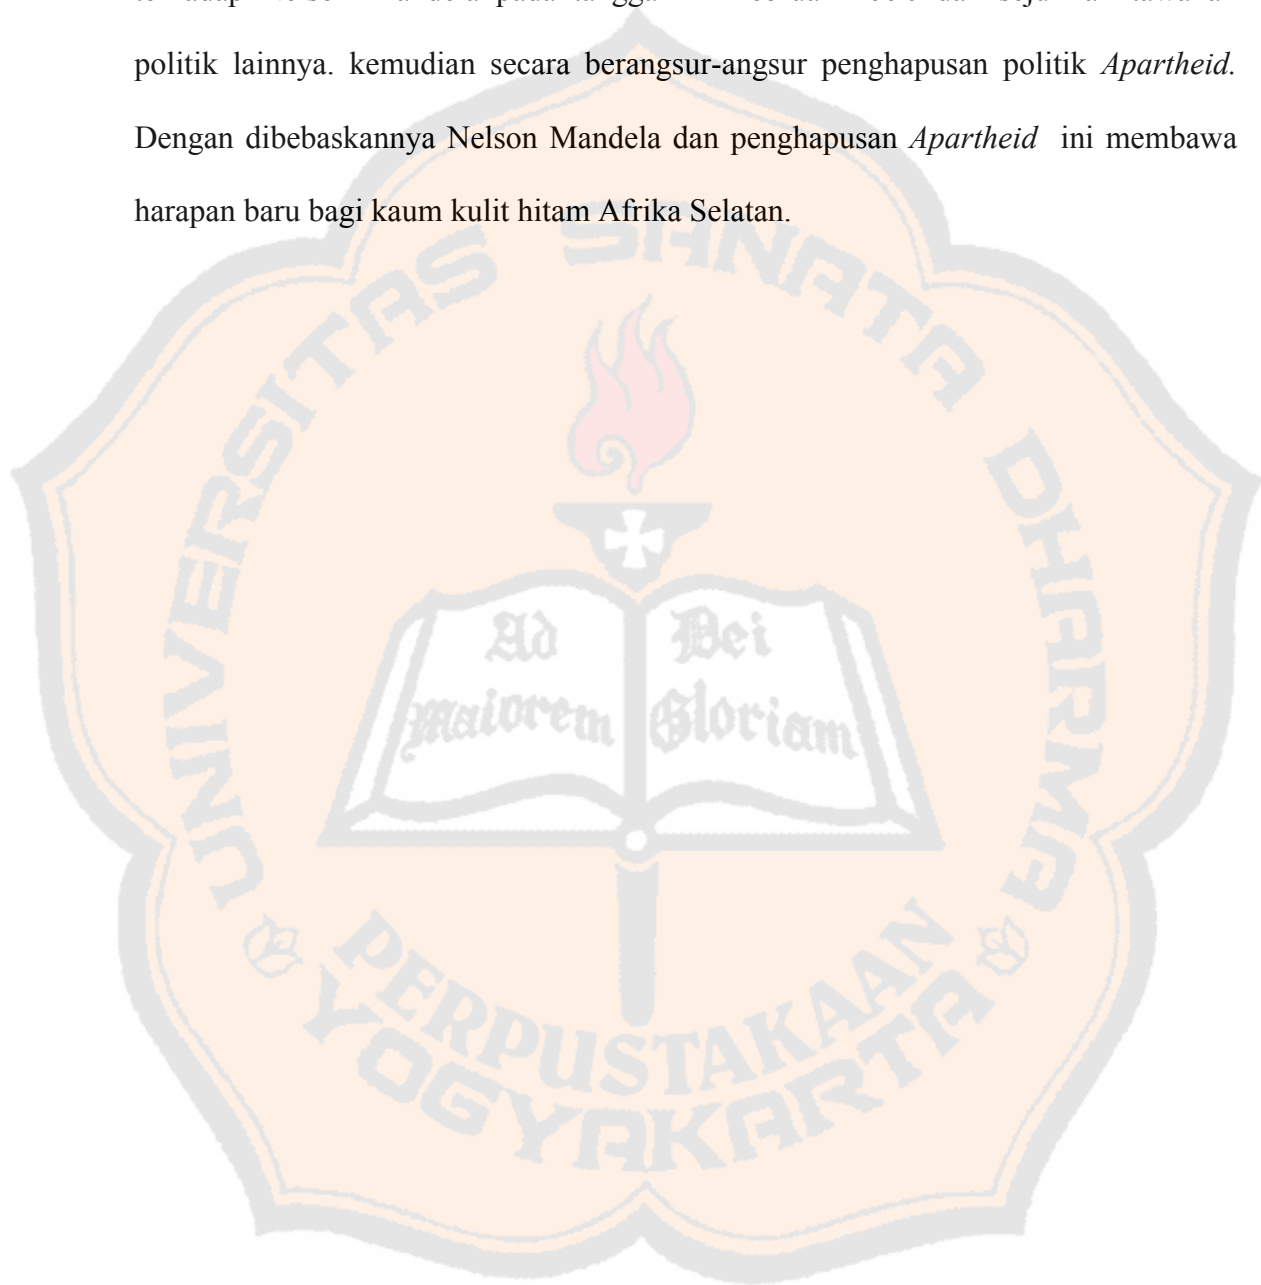 politik lainnya. kemudian secara berangsur-angsur penghapusan politik Apartheid.
Dengan dibebaskannya Nelson Mandela dan penghapusan Apartheid ini membawa
harapan baru bagi kaum kulit hitam Afrika Selatan.
UNIVERSITAS SANATA DHARMA
Ad Dei
Maiorem Gloriam
PERPUSTAKAAN
YOGYAKARTA